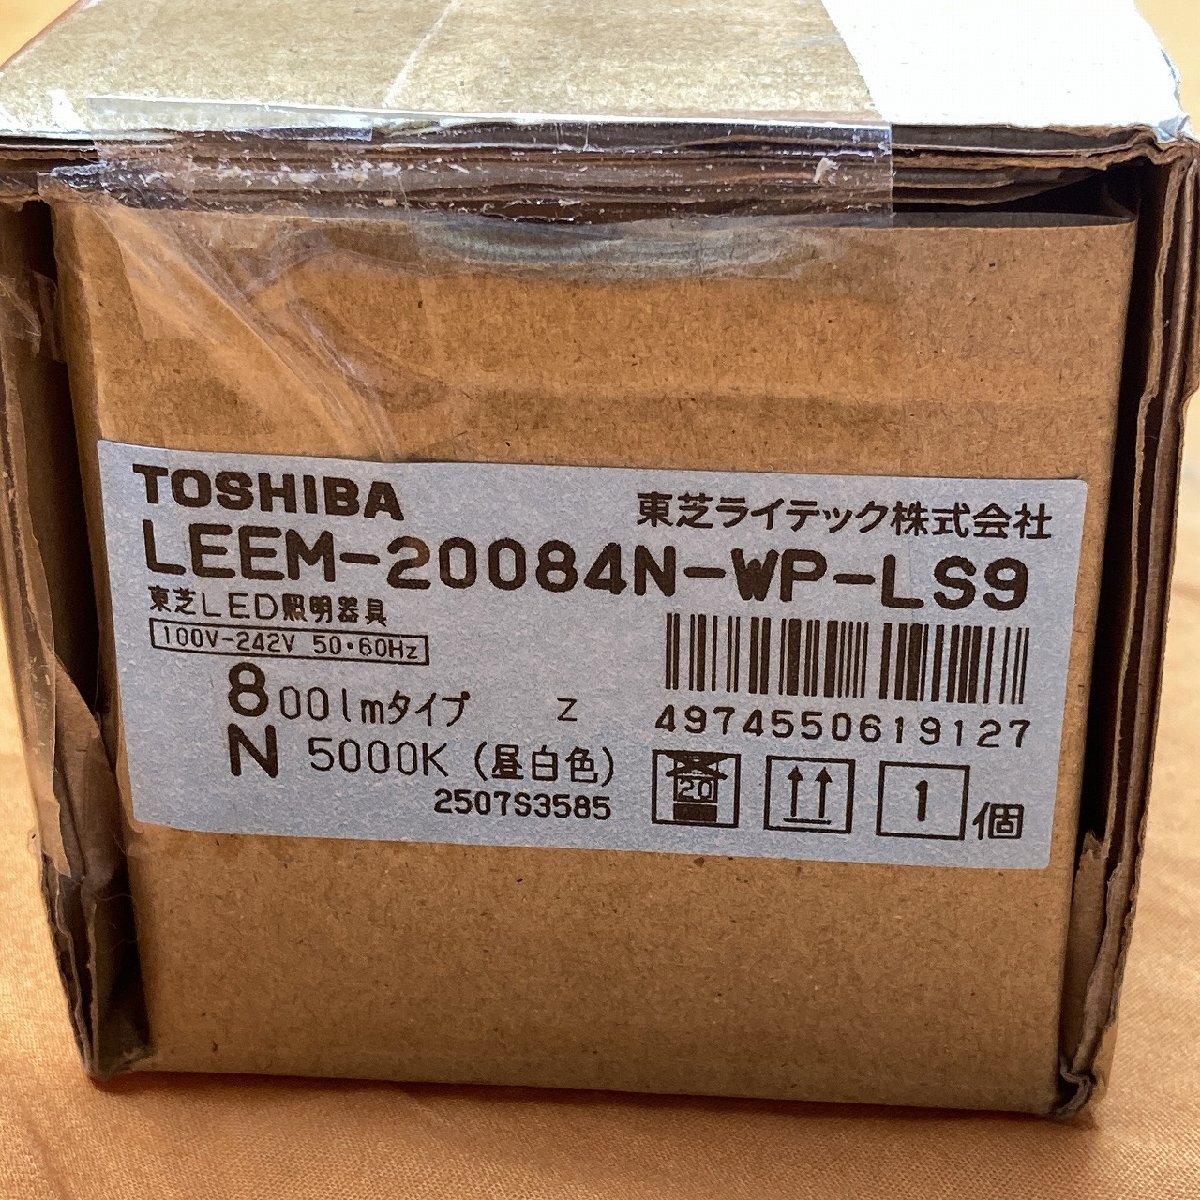 TOSHIBA
東芝ライテック株式会社
LEEM-20084N-WP-LS9
東芝LED照明器具
100V-242V 50・60Hz
800lmタイプ Z
4974550619127
N 5000K (昼白色)
2507S3585
20
1個